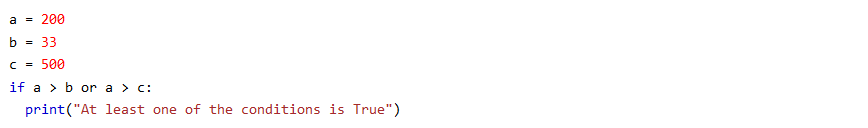 a = 200
b = 33
c = 500
if a > b or a > c:
  print("At least one of the conditions is True")